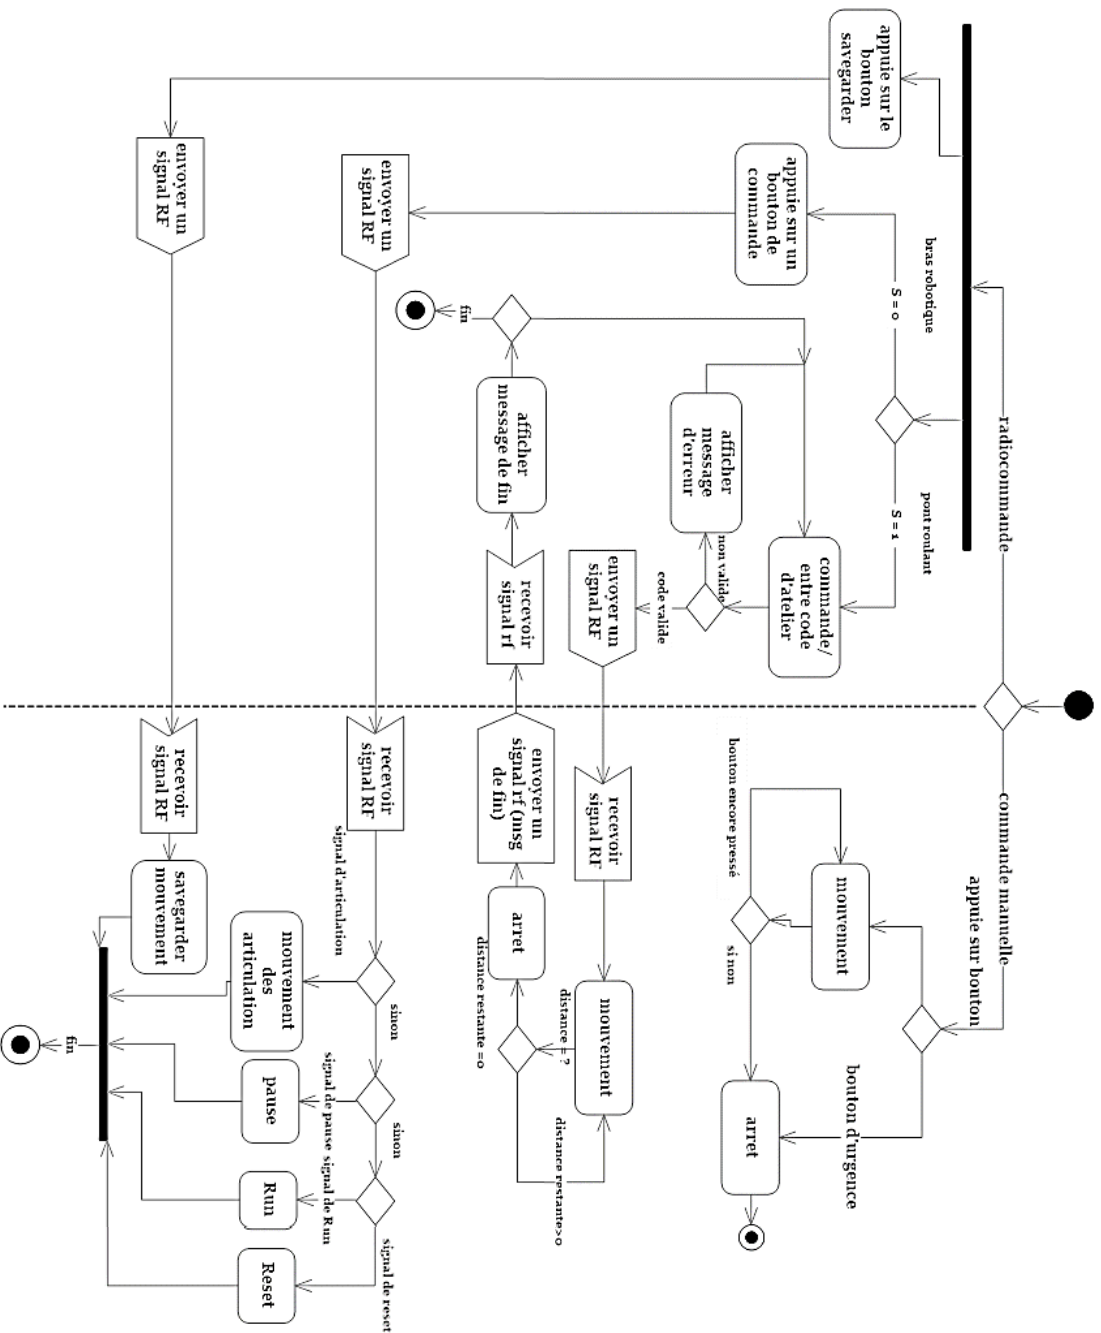 radiocommande
commande manuelle
appuie sur bouton
bras robotique
pont roulant
S = 0
S = 1
appuie sur le
bouton
savegarder
appuie sur un
bouton de
commande
commande/
entre code
d'atelier
non valide
code valide
afficher
message
d'erreur
envoyer un
signal RF
afficher
message de fin
fin
recevoir
signal rf
envoyer un
signal RF
envoyer un
signal RF
mouvement
bouton d'urgence
bouton encore pressé
si non
arret
recevoir
signal RF
mouvement
distance = ?
distance restante>0
distance restante =0
arret
envoyer un
signal rf (msg
de fin)
recevoir
signal RF
signal d'articulation
sinon
sinon
signal de reset
signal de pause
signal de Run
mouvement
des
articulation
pause
Run
Reset
recevoir
signal RF
savegarder
mouvement
fin